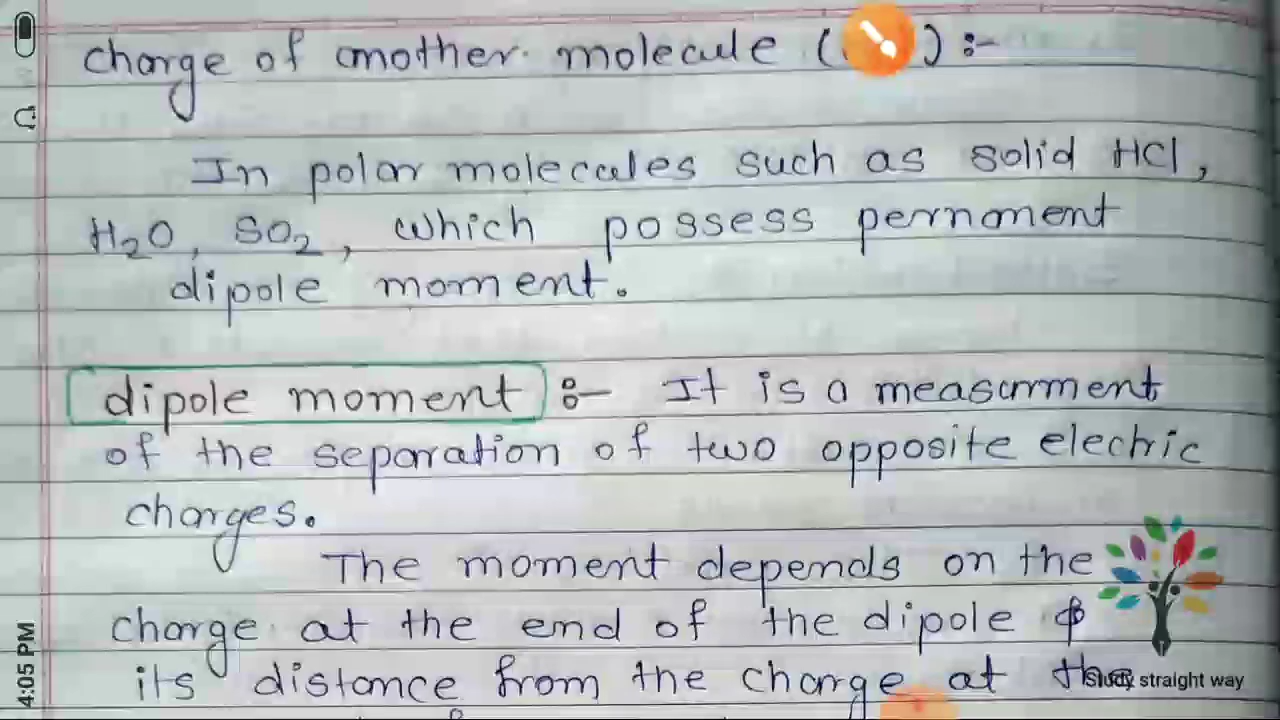 charge of another molecule ( ) :-
In polar molecules such as solid HCl,
H2O, SO2, which possess permanent
dipole moment.
dipole moment :- It is a measurment
of the separation of two opposite electric
charges.
The moment depends on the
charge at the end of the dipole &
its distance from the charge at the
Study straight way
4:05 PM